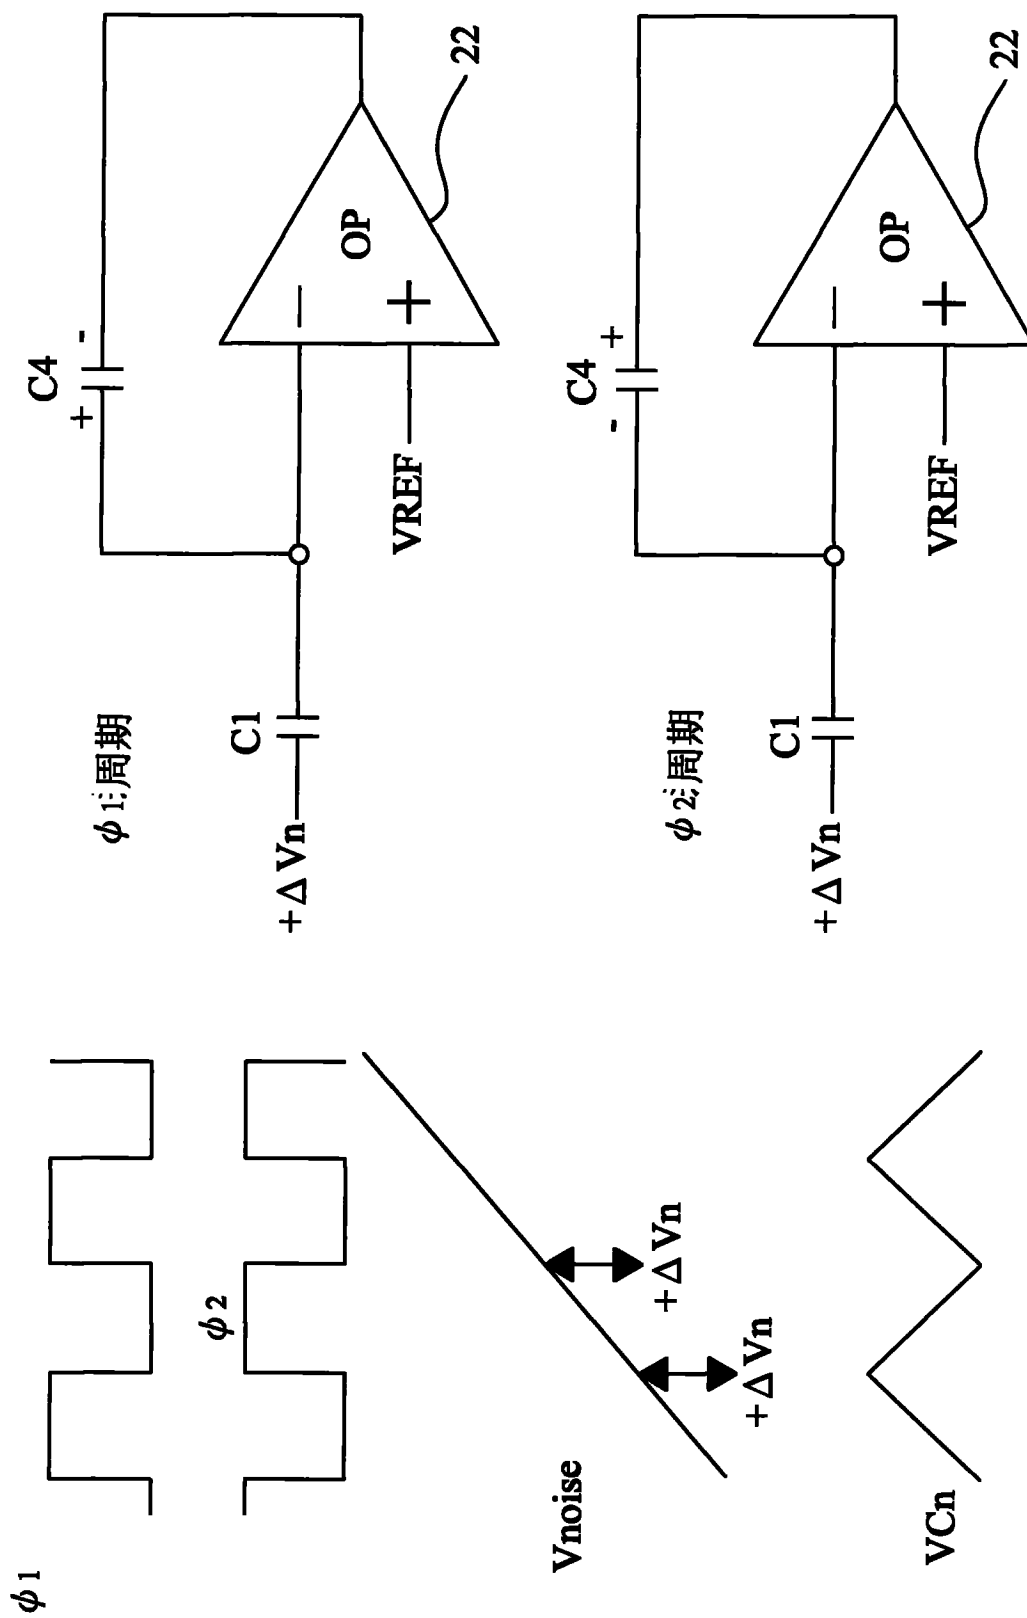 φ1
φ2
Vnoise
+ΔVn
+ΔVn
VCn
φ1:周期
+ΔVn
C1
C4
+
-
VREF
−
+
OP
22
φ2:周期
+ΔVn
C1
C4
-
+
VREF
−
+
OP
22